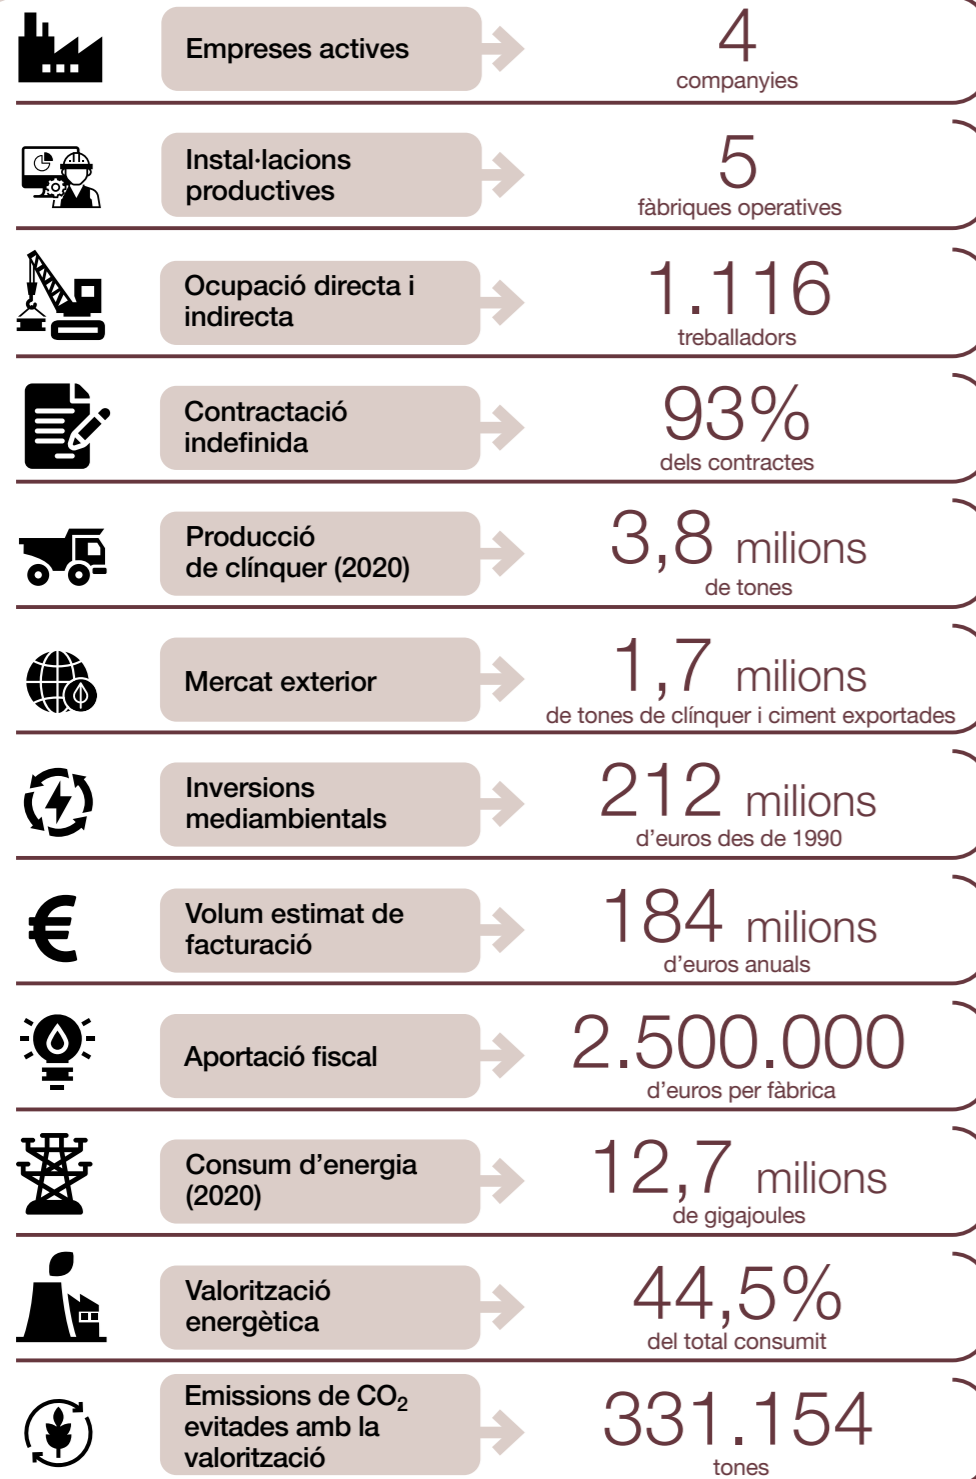 Empreses actives
4
companyies
Instal·lacions
productives
5
fàbriques operatives
Ocupació directa i
indirecta
1.116
treballadors
Contractació
indefinida
93%
dels contractes
Producció
de clínquer (2020)
3,8 milions
de tones
Mercat exterior
1,7 milions
de tones de clínquer i ciment exportades
Inversions
mediambientals
212 milions
d'euros des de 1990
€
Volum estimat de
facturació
184 milions
d'euros anuals
Aportació fiscal
2.500.000
d'euros per fàbrica
Consum d'energia
(2020)
12,7 milions
de gigajoules
Valorització
energètica
44,5%
del total consumit
Emissions de CO₂
evitades amb la
valorització
331.154
tones